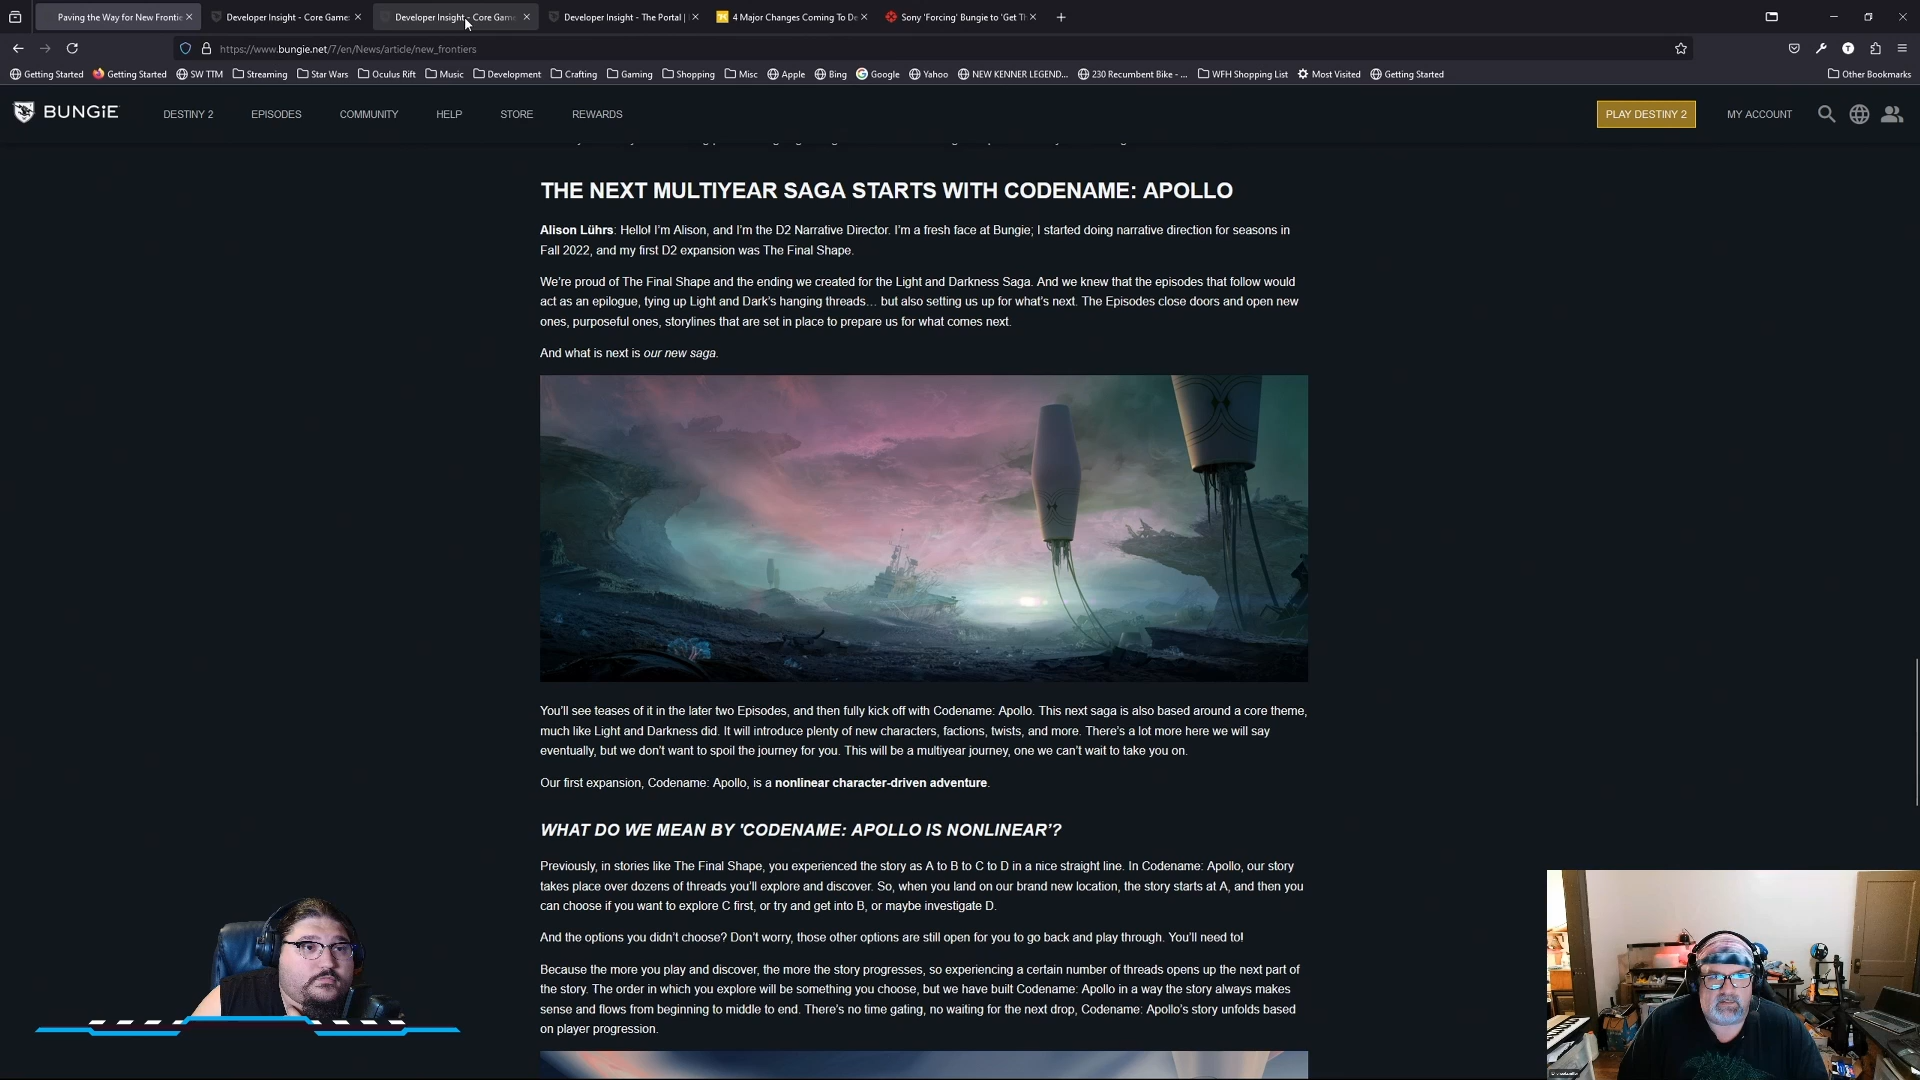 Paving the Way for New Frontie
Developer Insight - Core Game
Developer Insight - Core Gam
Developer Insight - The Portal |
4 Major Changes Coming To De
Sony 'Forcing' Bungie to 'Get T
https://www.bungie.net/7/en/News/article/new_frontiers
Getting Started Getting Started SW TTM Streaming Star Wars Oculus Rift Music Development Crafting Gaming Shopping Misc Apple Bing Google Yahoo NEW KENNER LEGEND... 230 Recumbent Bike - ... WFH Shopping List Most Visited Getting Started Other Bookmarks
BUNGiE DESTINY 2 EPISODES COMMUNITY HELP STORE REWARDS PLAY DESTINY 2 MY ACCOUNT
THE NEXT MULTIYEAR SAGA STARTS WITH CODENAME: APOLLO
Alison Lührs: Hello! I'm Alison, and I'm the D2 Narrative Director. I'm a fresh face at Bungie; I started doing narrative direction for seasons in
Fall 2022, and my first D2 expansion was The Final Shape.
We're proud of The Final Shape and the ending we created for the Light and Darkness Saga. And we knew that the episodes that follow would
act as an epilogue, tying up Light and Dark's hanging threads… but also setting us up for what's next. The Episodes close doors and open new
ones, purposeful ones, storylines that are set in place to prepare us for what comes next.
And what is next is our new saga.
You'll see teases of it in the later two Episodes, and then fully kick off with Codename: Apollo. This next saga is also based around a core theme,
much like Light and Darkness did. It will introduce plenty of new characters, factions, twists, and more. There's a lot more here we will say
eventually, but we don't want to spoil the journey for you. This will be a multiyear journey, one we can't wait to take you on.
Our first expansion, Codename: Apollo, is a nonlinear character-driven adventure.
WHAT DO WE MEAN BY 'CODENAME: APOLLO IS NONLINEAR'?
Previously, in stories like The Final Shape, you experienced the story as A to B to C to D in a nice straight line. In Codename: Apollo, our story
takes place over dozens of threads you'll explore and discover. So, when you land on our brand new location, the story starts at A, and then you
can choose if you want to explore C first, or try and get into B, or maybe investigate D.
And the options you didn't choose? Don't worry, those other options are still open for you to go back and play through. You'll need to!
Because the more you play and discover, the more the story progresses, so experiencing a certain number of threads opens up the next part of
the story. The order in which you explore will be something you choose, but we have built Codename: Apollo in a way the story always makes
sense and flows from beginning to middle to end. There's no time gating, no waiting for the next drop, Codename: Apollo's story unfolds based
on player progression.